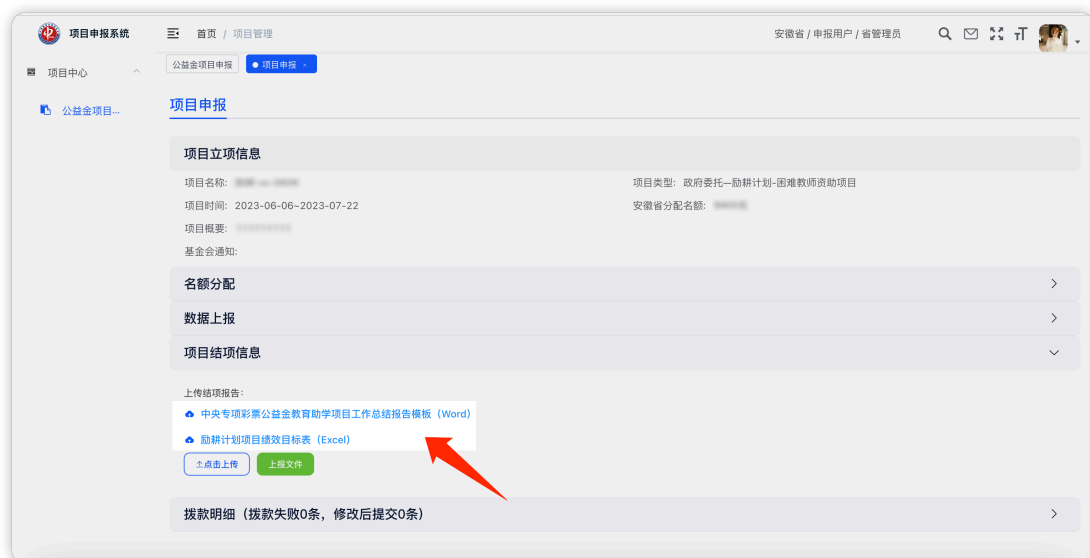 项目申报系统
首页 / 项目管理
安徽省 / 申报用户 / 省管理员
项目中心
公益金项目申报
项目申报 ×
公益金项目...
项目申报
项目立项信息
项目名称:
项目类型: 政府委托—励耕计划-困难教师资助项目
项目时间: 2023-06-06~2023-07-22
安徽省分配名额:
项目概要:
基金会通知:
名额分配
数据上报
项目结项信息
上传结项报告:
中央专项彩票公益金教育助学项目工作总结报告模板（Word）
励耕计划项目绩效目标表（Excel）
点击上传
上报文件
拨款明细（拨款失败0条，修改后提交0条）